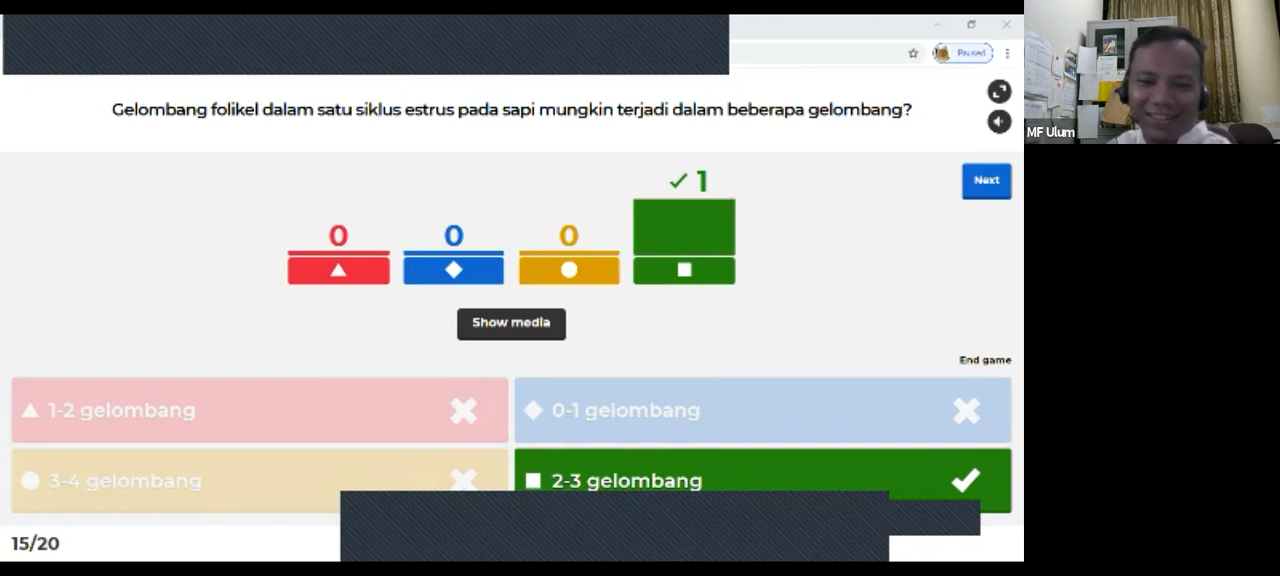 PAUSAD
Gelombang folikel dalam satu siklus estrus pada sapi mungkin terjadi dalam beberapa gelombang?
MF Ulum
1
Next
0
0
0
Show media
End game
1-2 gelombang
0-1 gelombang
3-4 gelombang
2-3 gelombang
15/20